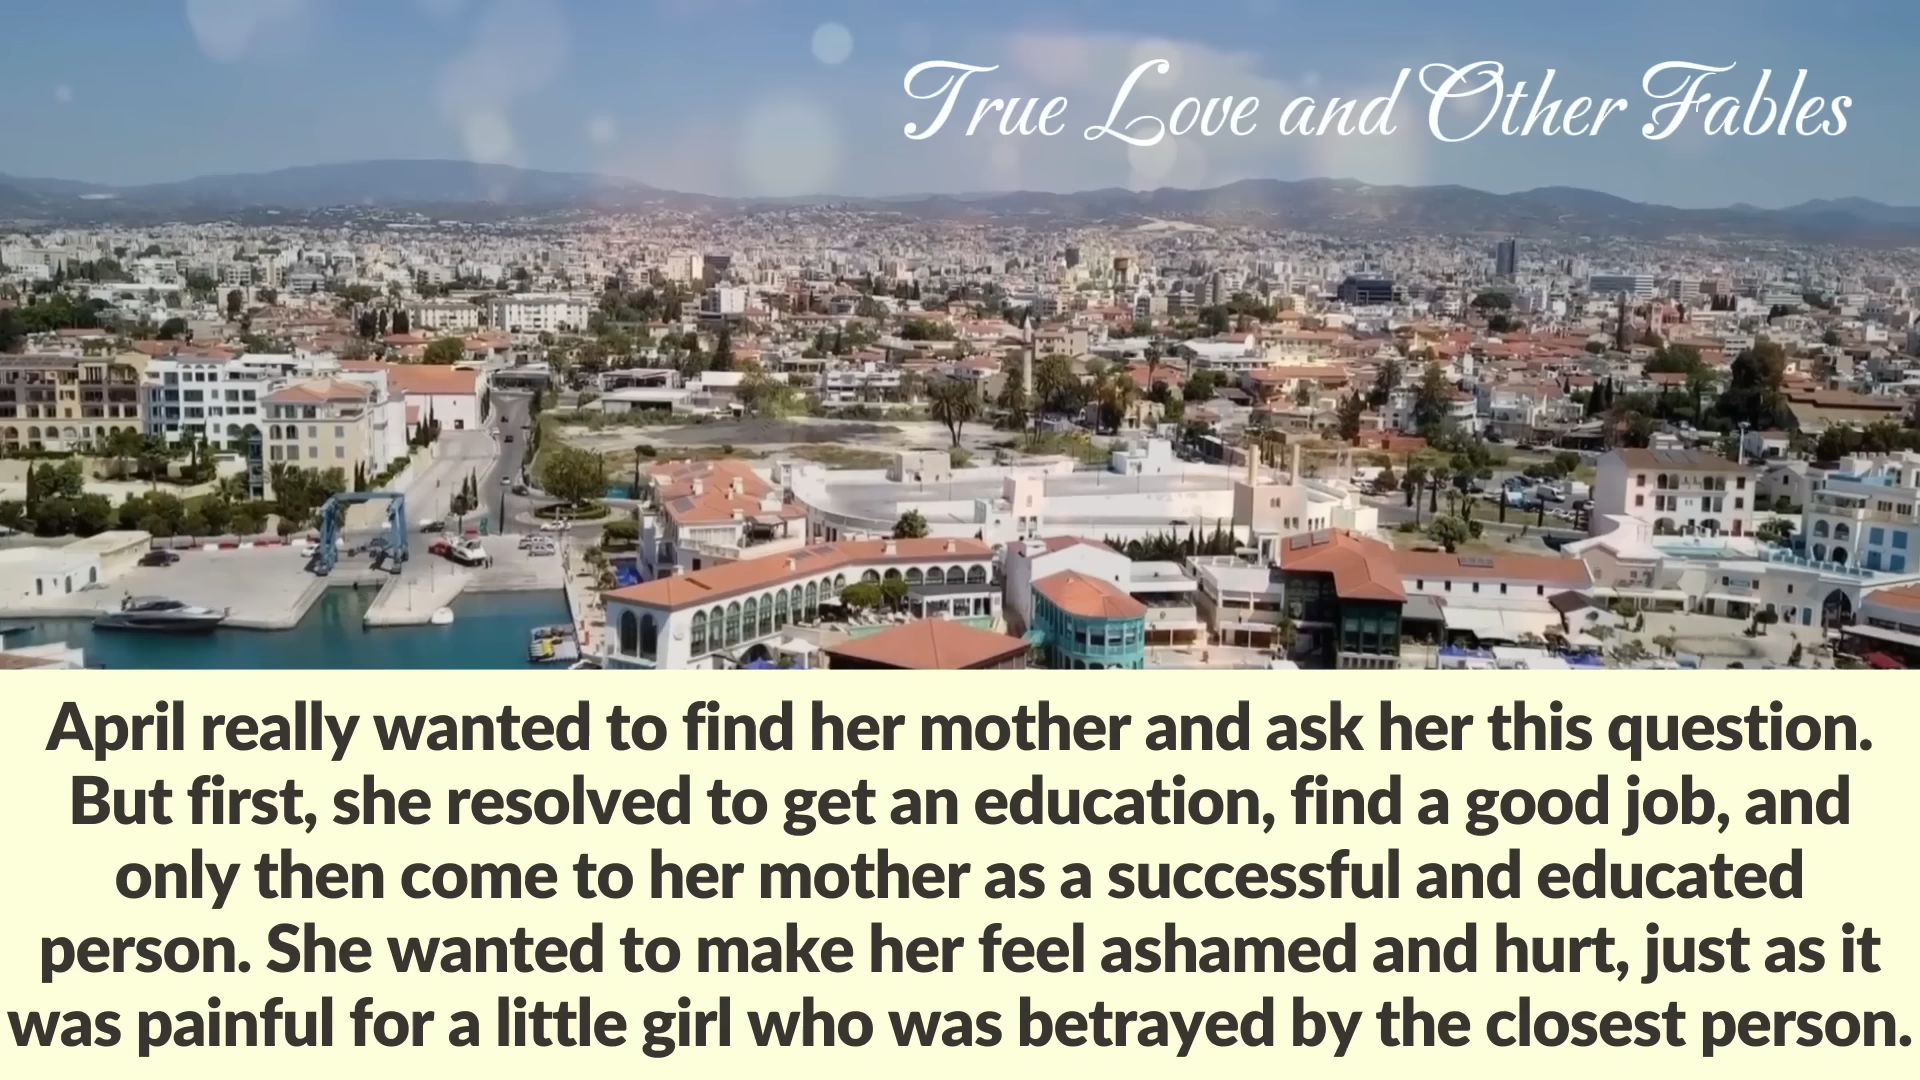 True Love and Other Fables
April really wanted to find her mother and ask her this question.
But first, she resolved to get an education, find a good job, and
only then come to her mother as a successful and educated
person. She wanted to make her feel ashamed and hurt, just as it
was painful for a little girl who was betrayed by the closest person.